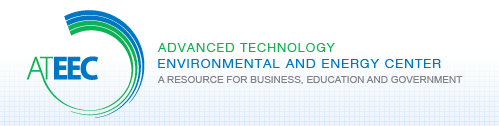 ATEEC
ADVANCED TECHNOLOGY
ENVIRONMENTAL AND ENERGY CENTER
A RESOURCE FOR BUSINESS, EDUCATION AND GOVERNMENT